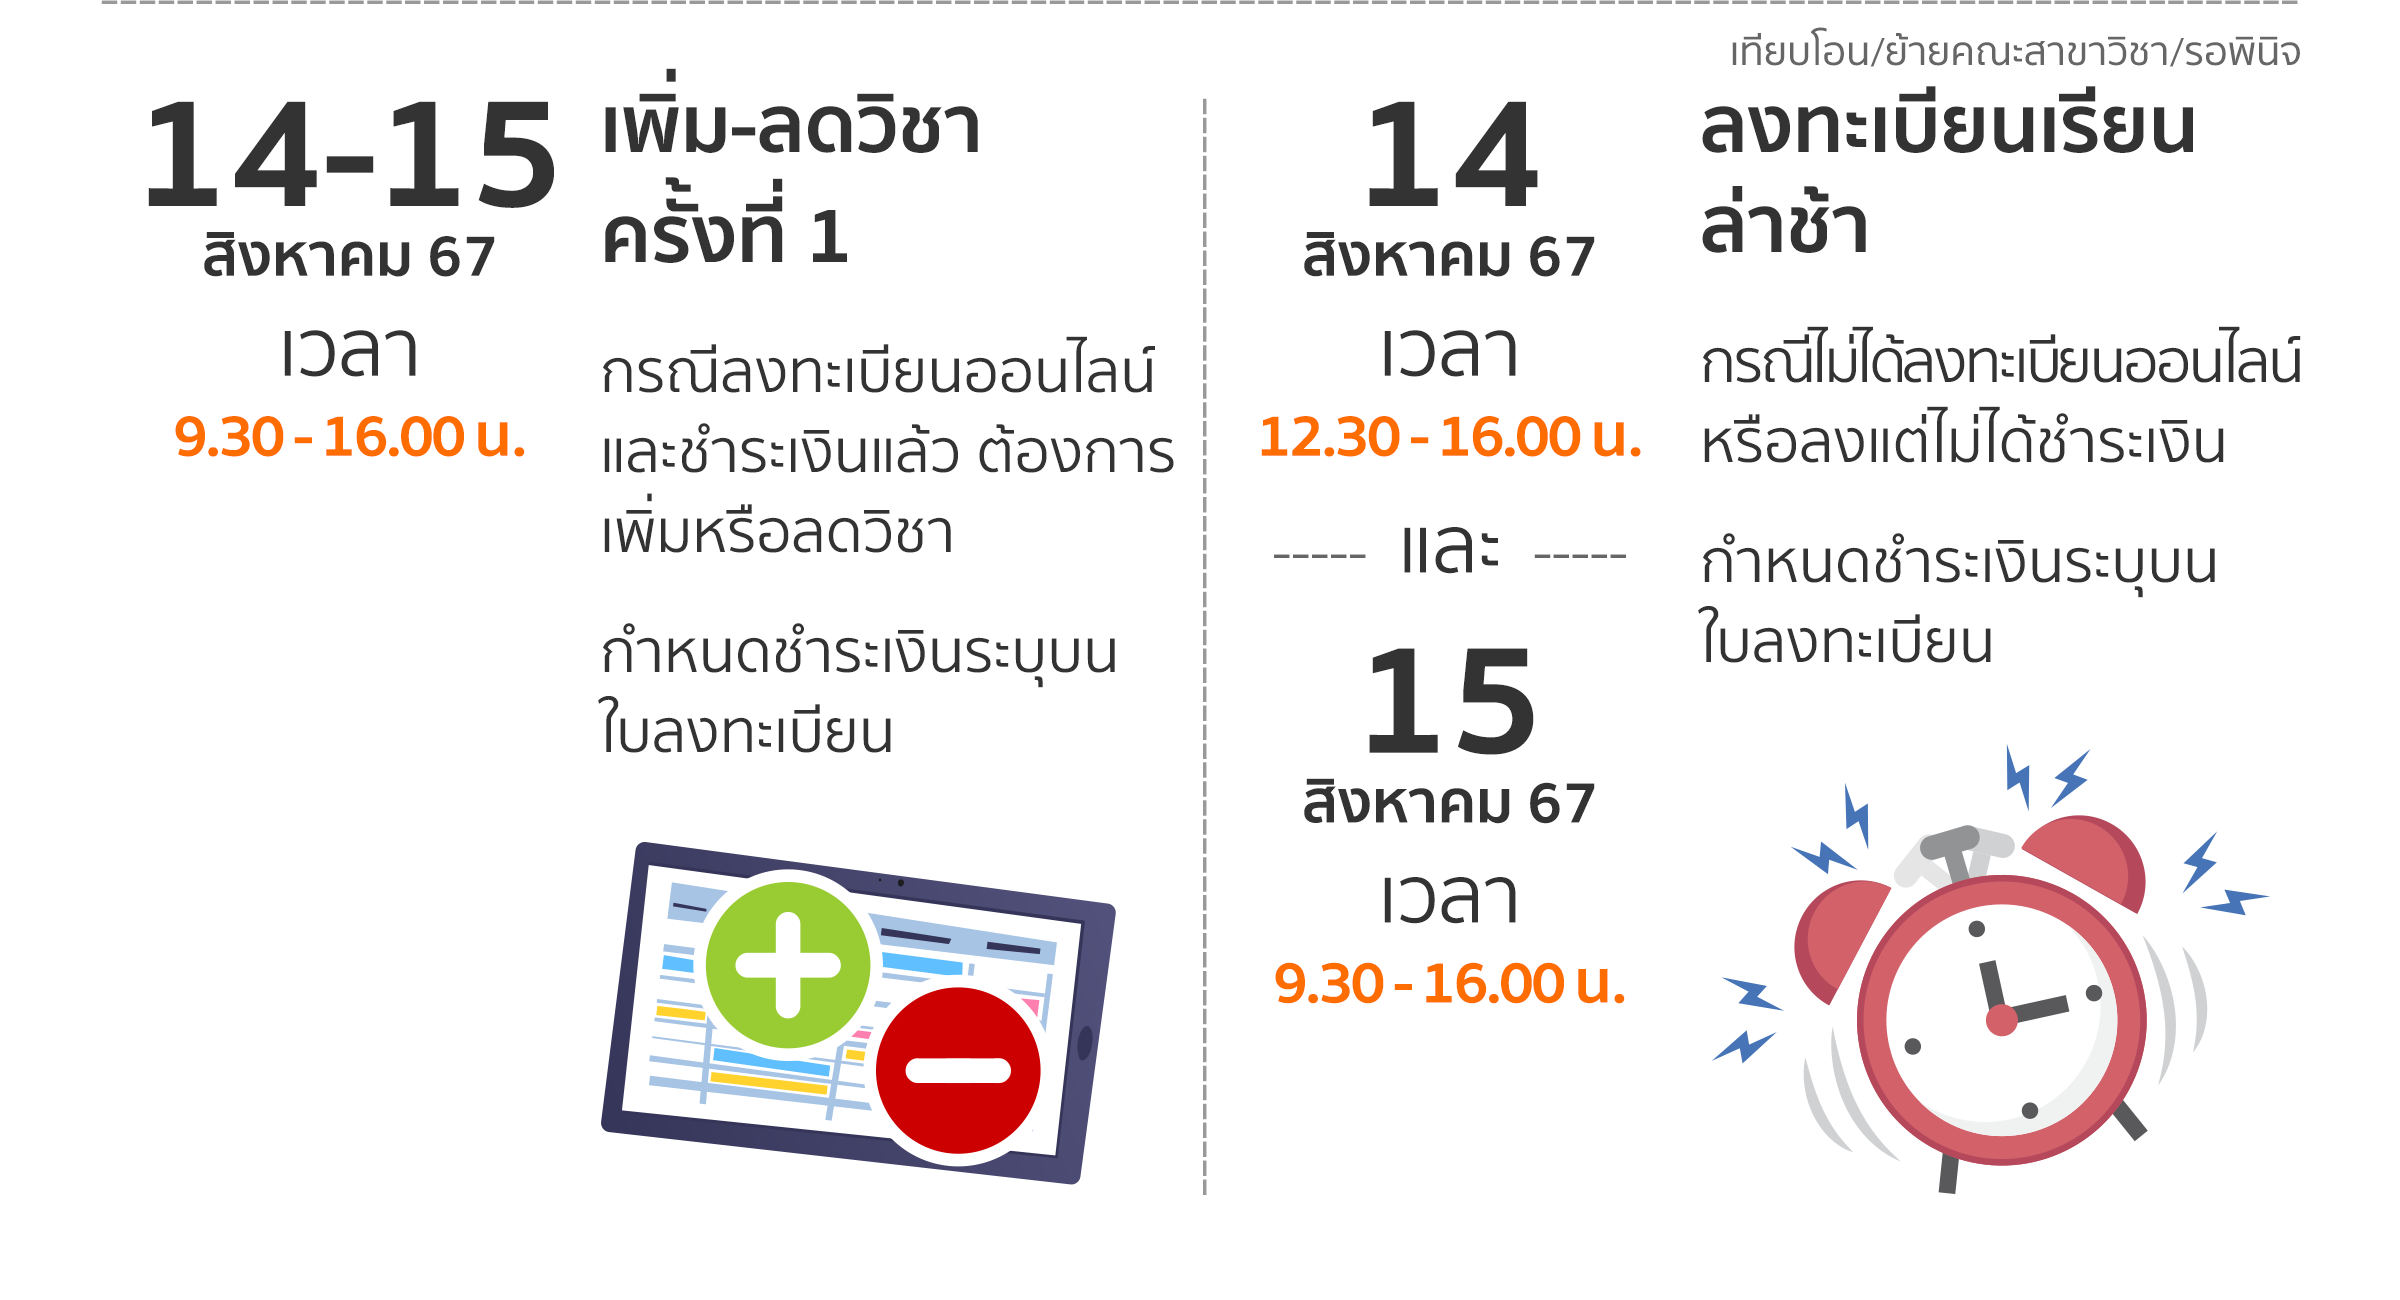 14-15
สิงหาคม 67
เวลา
9.30 - 16.00 น.
เพิ่ม-ลดวิชา
ครั้งที่ 1
กรณีลงทะเบียนออนไลน์
และชำระเงินแล้ว ต้องการ
เพิ่มหรือลดวิชา
กำหนดชำระเงินระบุบน
ใบลงทะเบียน
14
สิงหาคม 67
เวลา
12.30 - 16.00 น.
----- และ -----
15
สิงหาคม 67
เวลา
9.30 - 16.00 น.
เทียบโอน/ย้ายคณะสาขาวิชา/รอพินิจ
ลงทะเบียนเรียน
ล่าช้า
กรณีไม่ได้ลงทะเบียนออนไลน์
หรือลงแต่ไม่ได้ชำระเงิน
กำหนดชำระเงินระบุบน
ใบลงทะเบียน